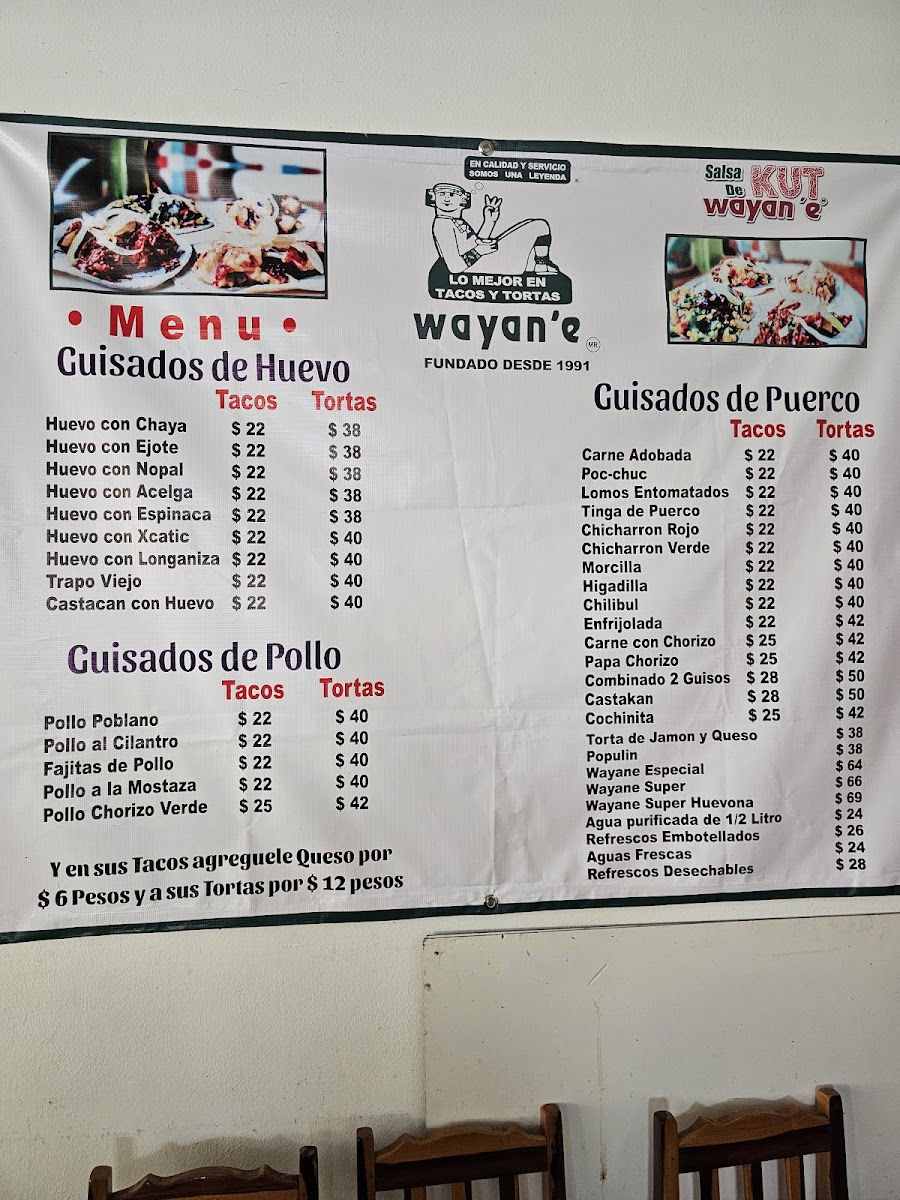 EN CALIDAD Y SERVICIO
SOMOS UNA LEYENDA
LO MEJOR EN
TACOS Y TORTAS
wayan'e
MR
FUNDADO DESDE 1991
• Menu •
Guisados de Huevo
Tacos Tortas
Huevo con Chaya $ 22 $ 38
Huevo con Ejote $ 22 $ 38
Huevo con Nopal $ 22 $ 38
Huevo con Acelga $ 22 $ 38
Huevo con Espinaca $ 22 $ 38
Huevo con Xcatic $ 22 $ 40
Huevo con Longaniza $ 22 $ 40
Trapo Viejo $ 22 $ 40
Castacan con Huevo $ 22 $ 40
Guisados de Pollo
Tacos Tortas
Pollo Poblano $ 22 $ 40
Pollo al Cilantro $ 22 $ 40
Fajitas de Pollo $ 22 $ 40
Pollo a la Mostaza $ 22 $ 40
Pollo Chorizo Verde $ 25 $ 42
Y en sus Tacos agreguele Queso por
$ 6 Pesos y a sus Tortas por $ 12 pesos
Salsa
De KUT
wayan'e'
Guisados de Puerco
Tacos Tortas
Carne Adobada $ 22 $ 40
Poc-chuc $ 22 $ 40
Lomos Entomatados $ 22 $ 40
Tinga de Puerco $ 22 $ 40
Chicharron Rojo $ 22 $ 40
Chicharron Verde $ 22 $ 40
Morcilla $ 22 $ 40
Higadilla $ 22 $ 40
Chilibul $ 22 $ 40
Enfrijolada $ 22 $ 42
Carne con Chorizo $ 25 $ 42
Papa Chorizo $ 25 $ 42
Combinado 2 Guisos $ 28 $ 50
Castakan $ 28 $ 50
Cochinita $ 25 $ 42
Torta de Jamon y Queso $ 38
Populin $ 38
Wayane Especial $ 64
Wayane Super $ 66
Wayane Super Huevona $ 69
Agua purificada de 1/2 Litro $ 24
Refrescos Embotellados $ 26
Aguas Frescas $ 24
Refrescos Desechables $ 28